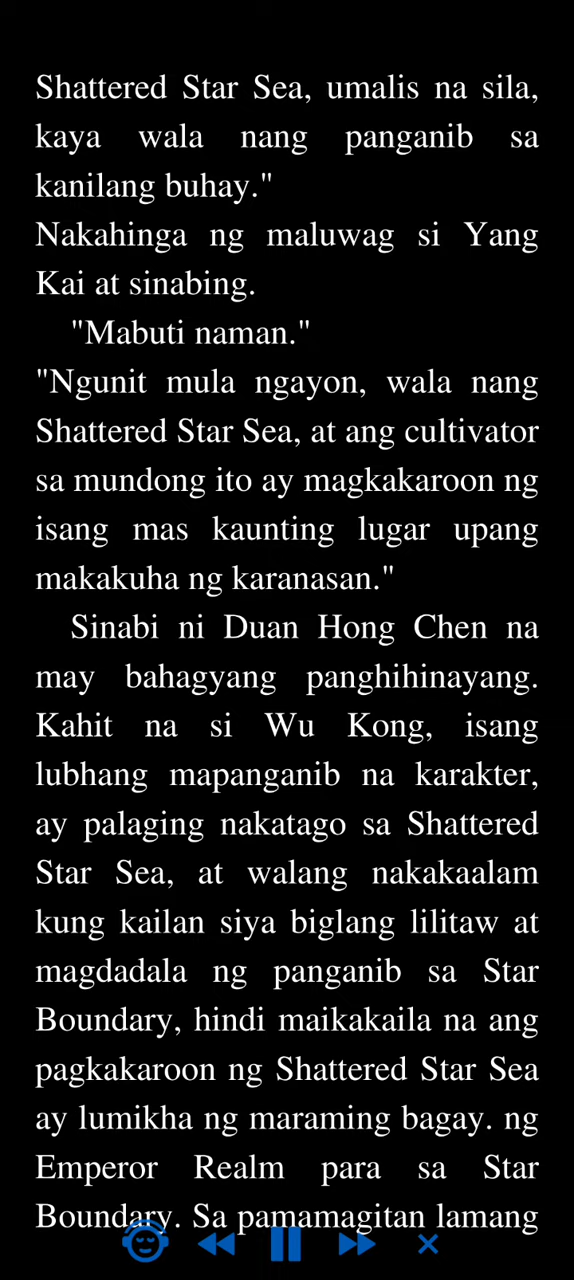 Shattered Star Sea, umalis na sila,
kaya wala nang panganib sa
kanilang buhay."
Nakahinga ng maluwag si Yang
Kai at sinabing.
"Mabuti naman."
"Ngunit mula ngayon, wala nang
Shattered Star Sea, at ang cultivator
sa mundong ito ay magkakaroon ng
isang mas kaunting lugar upang
makakuha ng karanasan."
Sinabi ni Duan Hong Chen na
may bahagyang panghihinayang.
Kahit na si Wu Kong, isang
lubhang mapanganib na karakter,
ay palaging nakatago sa Shattered
Star Sea, at walang nakakaalam
kung kailan siya biglang lilitaw at
magdadala ng panganib sa Star
Boundary, hindi maikakaila na ang
pagkakaroon ng Shattered Star Sea
ay lumikha ng maraming bagay. ng
Emperor Realm para sa Star
Boundary. Sa pamamagitan lamang